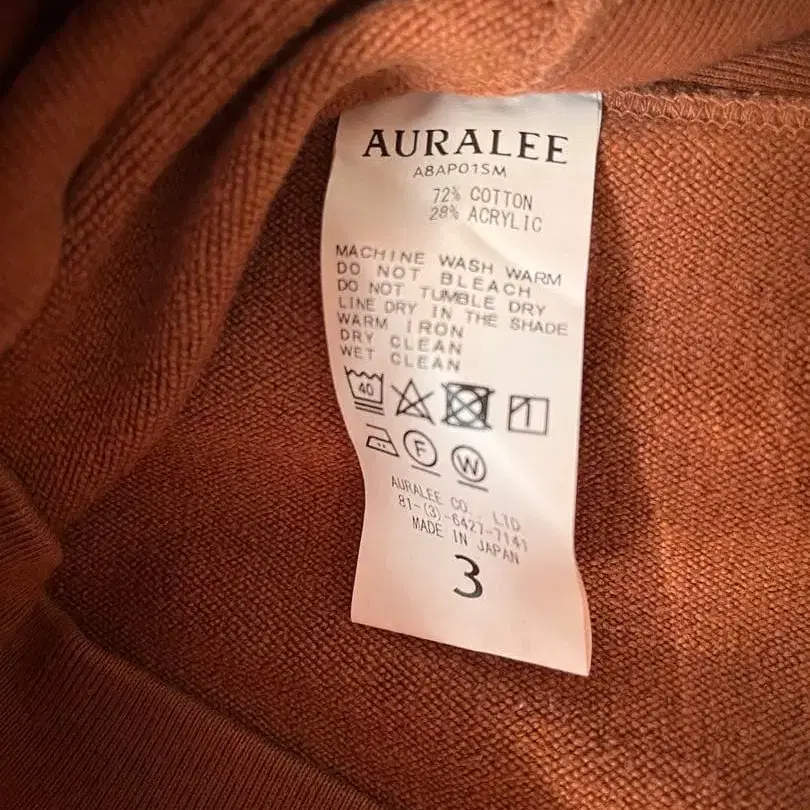 AURALEE
A8AP01SM
72% COTTON
28% ACRYLIC
MACHINE WASH WARM
DO NOT BLEACH
DO NOT TUMBLE DRY
LINE DRY IN THE SHADE
WARM IRON
DRY CLEAN
WET CLEAN
40
F W
AURALEE CO., LTD
81-(3)-6427-7141
MADE IN JAPAN
3